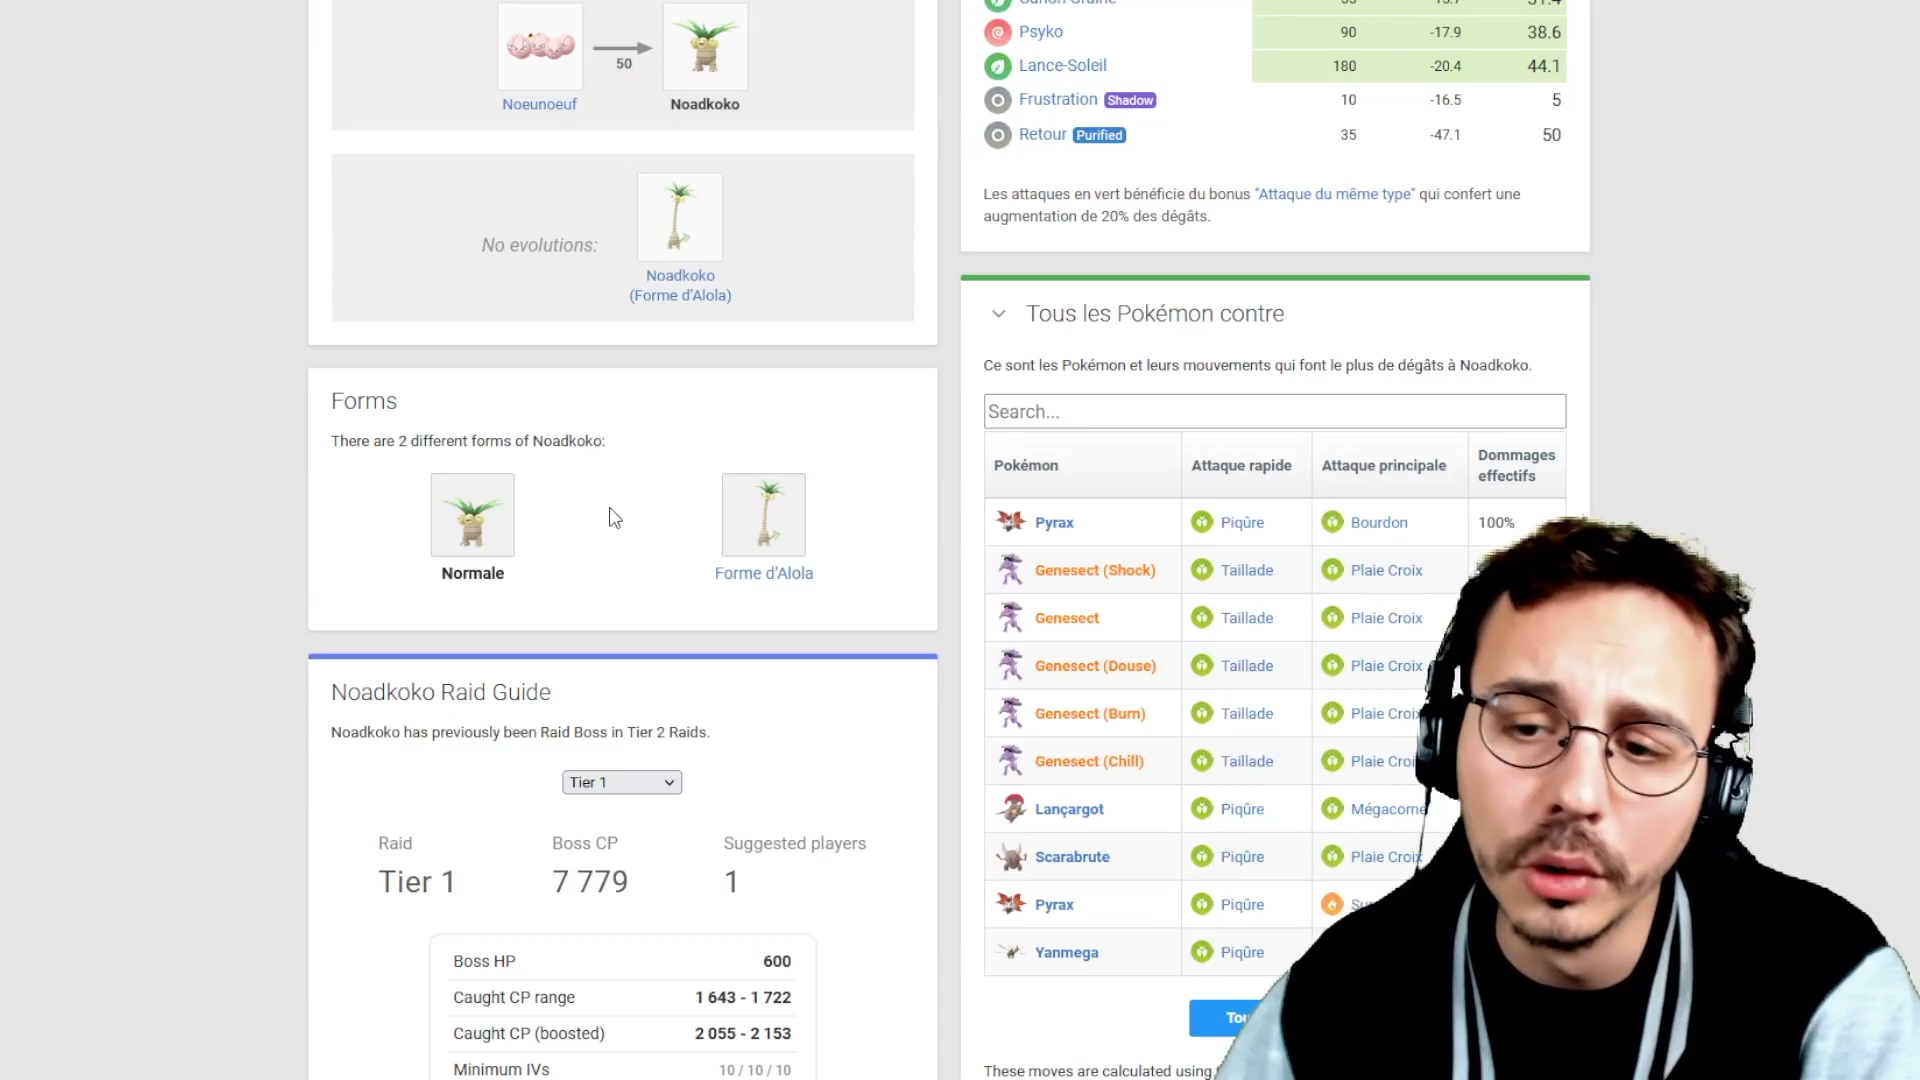 50
Noeunoeuf
Noadkoko
No evolutions:
Noadkoko
(Forme d'Alola)
Forms
There are 2 different forms of Noadkoko:
Normale
Forme d'Alola
Noadkoko Raid Guide
Noadkoko has previously been Raid Boss in Tier 2 Raids.
Tier 1
Raid Boss CP Suggested players
Tier 1 7 779 1
Boss HP 600
Caught CP range 1 643 - 1 722
Caught CP (boosted) 2 055 - 2 153
Minimum IVs 10 / 10 / 10
Psyko 90 -17.9 38.6
Lance-Soleil 180 -20.4 44.1
Frustration Shadow 10 -16.5 5
Retour Purified 35 -47.1 50
Les attaques en vert bénéficie du bonus "Attaque du même type" qui confert une
augmentation de 20% des dégâts.
Tous les Pokémon contre
Ce sont les Pokémon et leurs mouvements qui font le plus de dégâts à Noadkoko.
Search...
Pokémon Attaque rapide Attaque principale Dommages effectifs
Pyrax Piqûre Bourdon 100%
Genesect (Shock) Taillade Plaie Croix
Genesect Taillade Plaie Croix
Genesect (Douse) Taillade Plaie Croix
Genesect (Burn) Taillade Plaie Croix
Genesect (Chill) Taillade Plaie Croi
Lançargot Piqûre Mégacorne
Scarabrute Piqûre Plaie Croix
Pyrax Piqûre Su
Yanmega Piqûre
Tou
These moves are calculated using